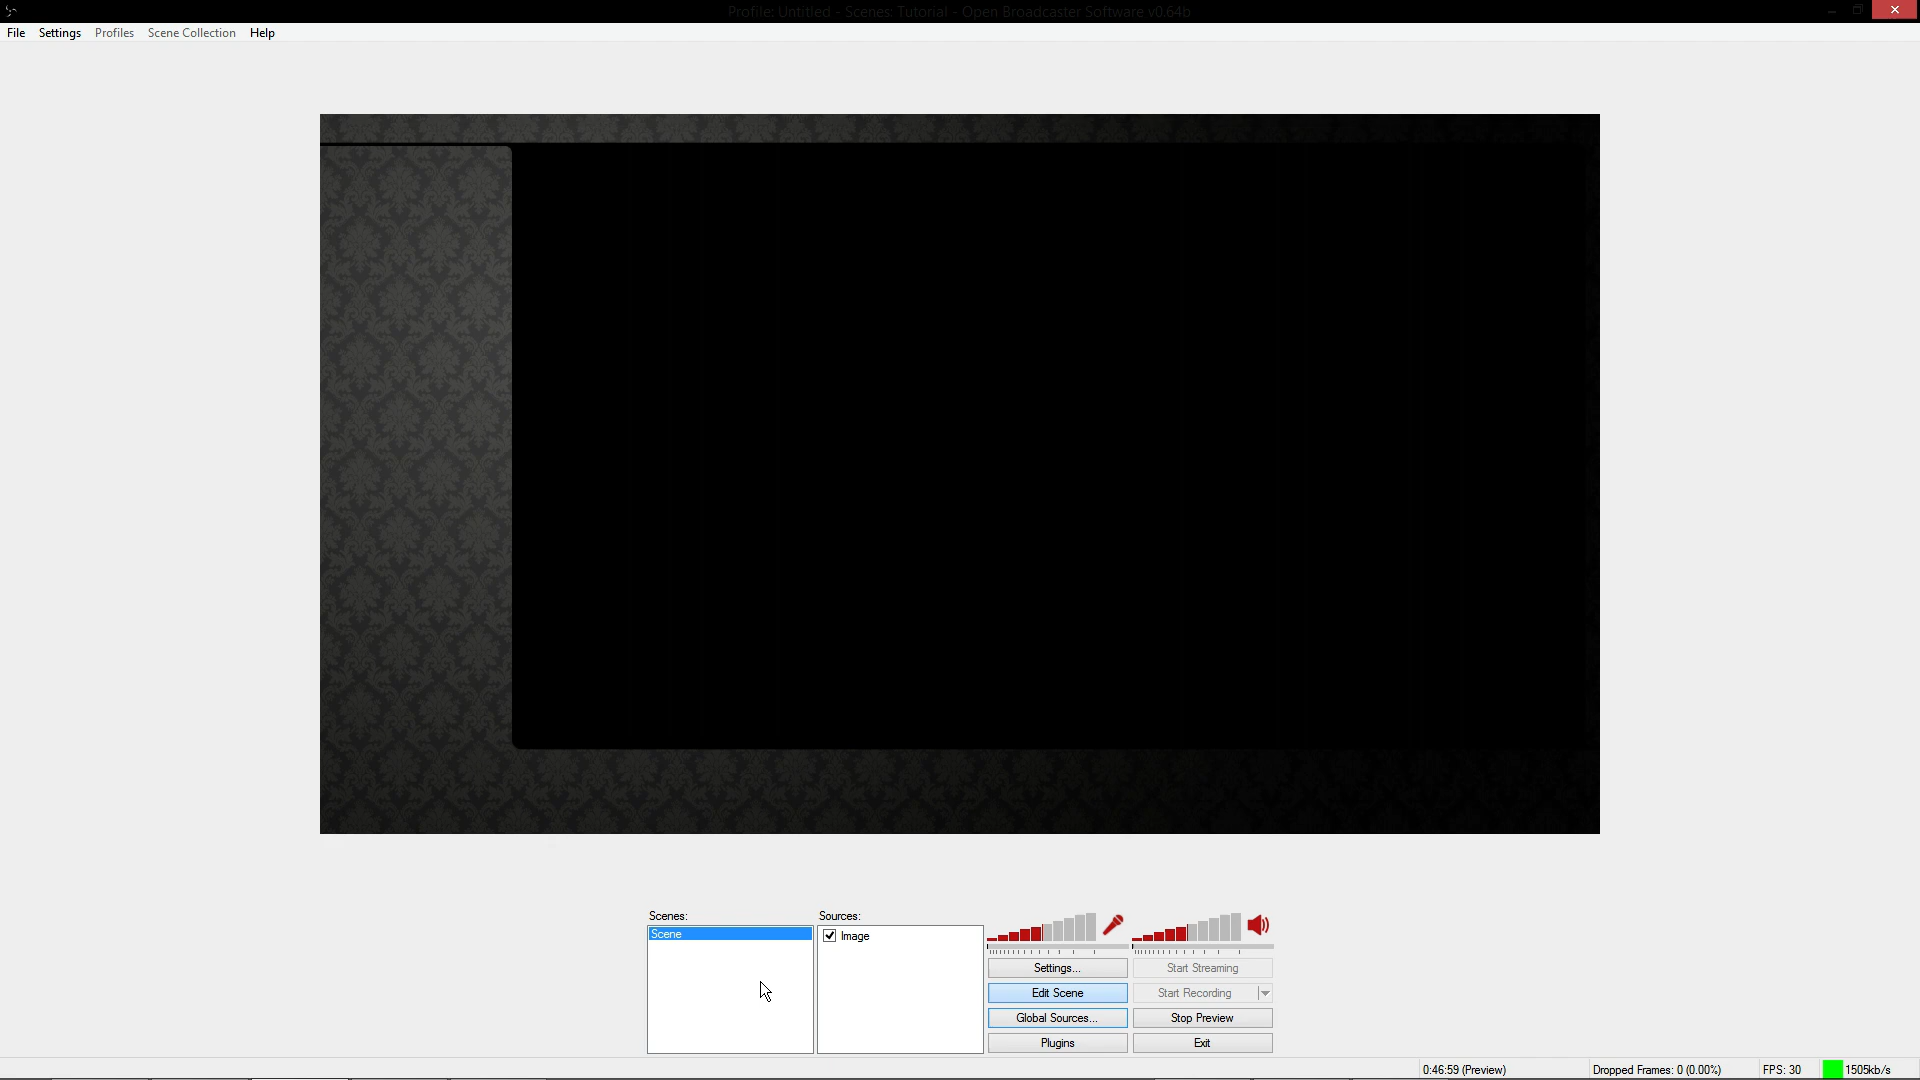 Profile: Untitled - Scenes: Tutorial - Open Broadcaster Software v0.64b
File Settings Profiles Scene Collection Help
Scenes: Sources:
Scene
Image
Settings... Start Streaming
Edit Scene Start Recording
Global Sources... Stop Preview
Plugins Exit
0:46:59 (Preview) Dropped Frames: 0 (0.00%) FPS: 30 1505kb/s